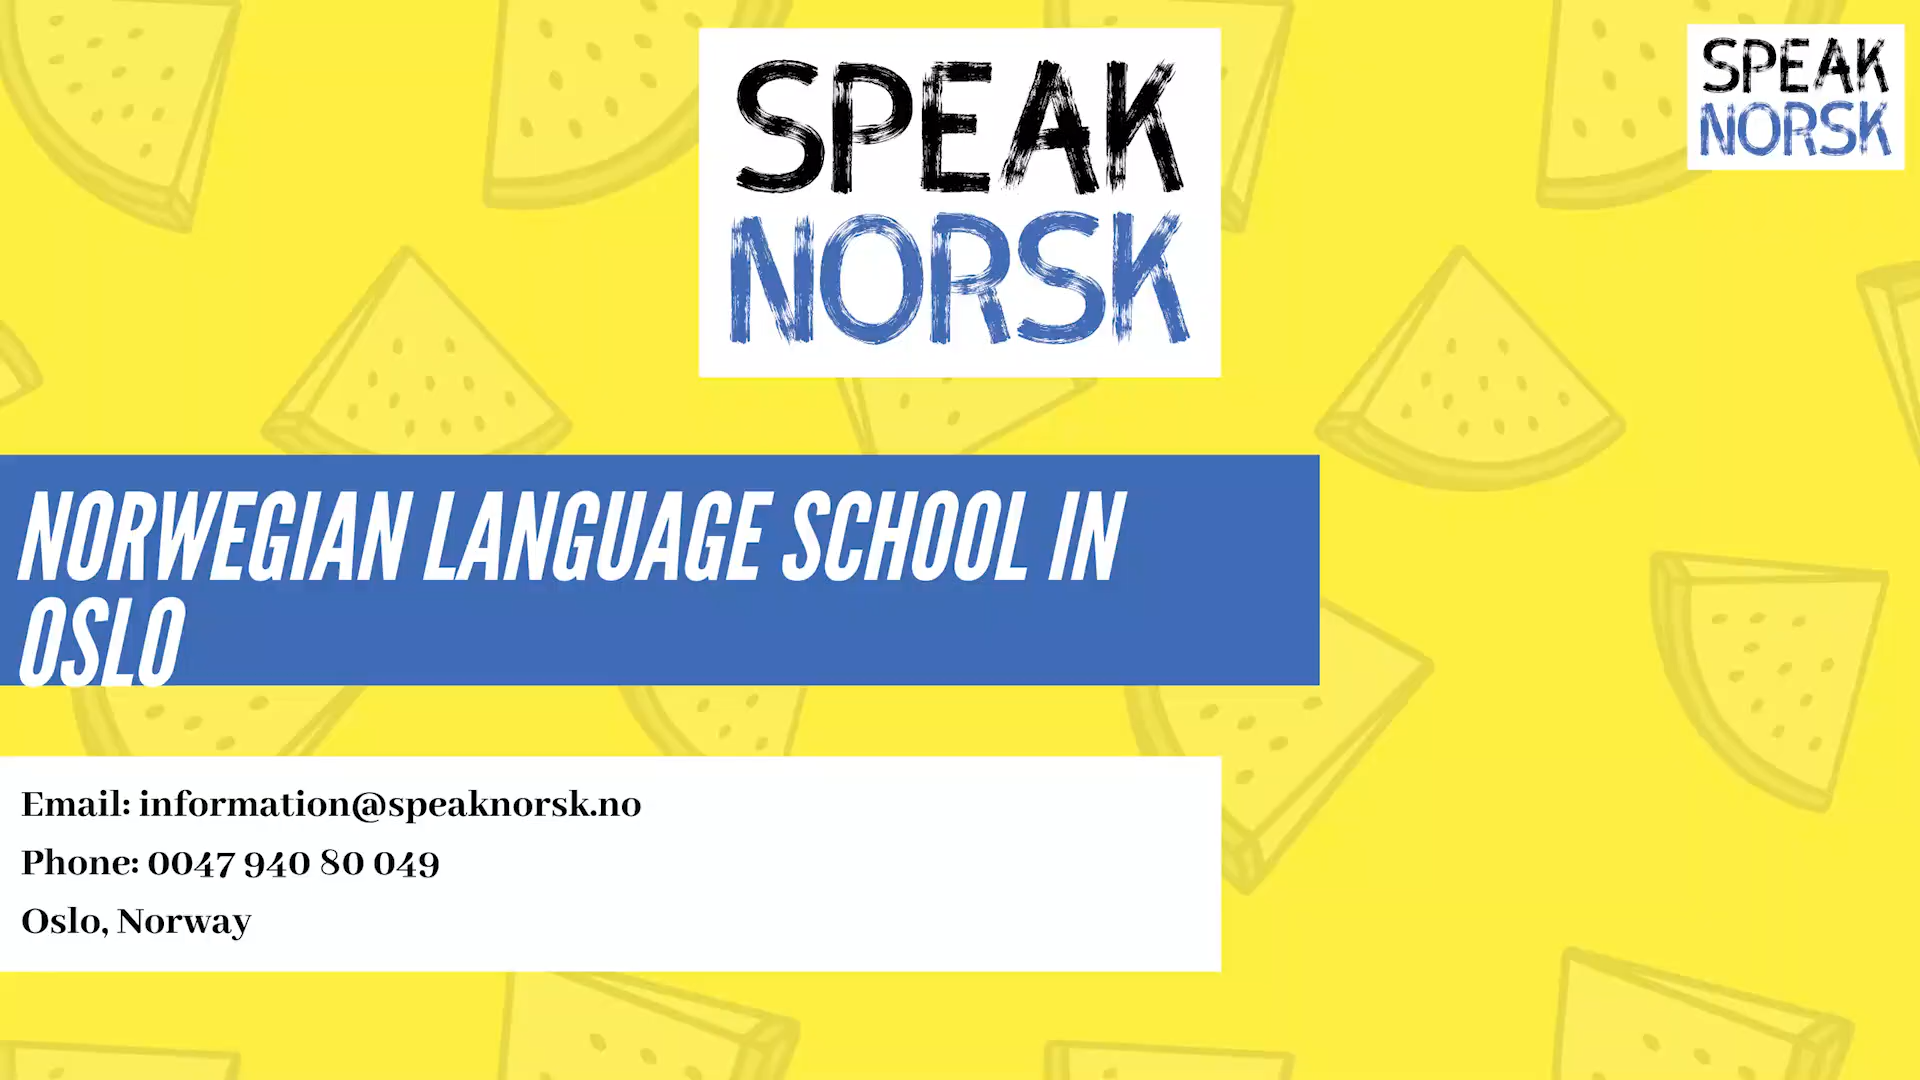 SPEAK
NORSK
SPEAK
NORSK
NORWEGIAN LANGUAGE SCHOOL IN
OSLO
Email: information@speaknorsk.no
Phone: 0047 940 80 049
Oslo, Norway